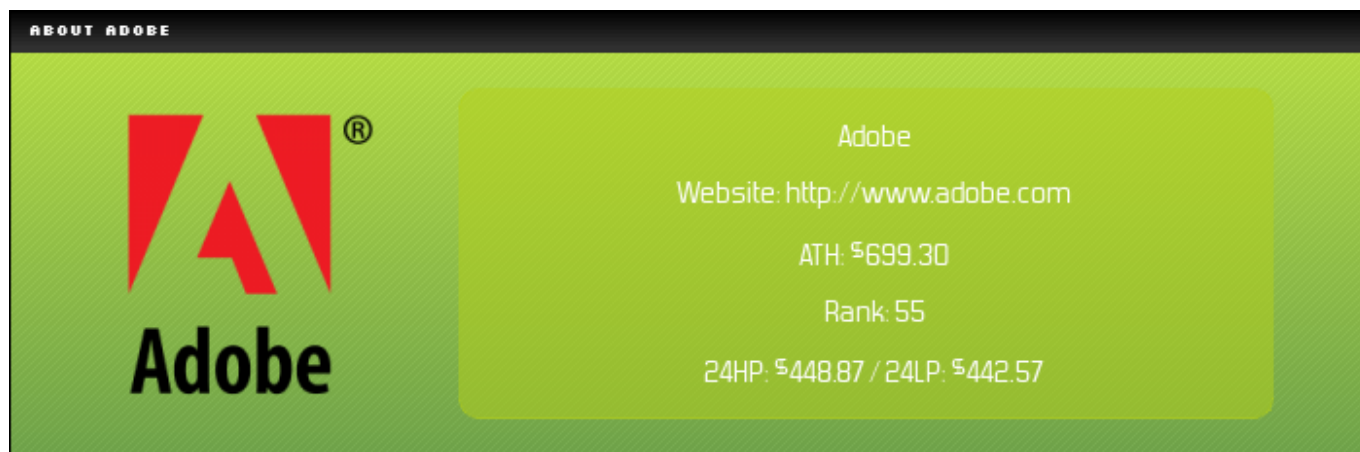 ABOUT ADOBE
®
Adobe
Adobe
Website: http://www.adobe.com
ATH: $699.30
Rank: 55
24HP: $448.87 / 24LP: $442.57